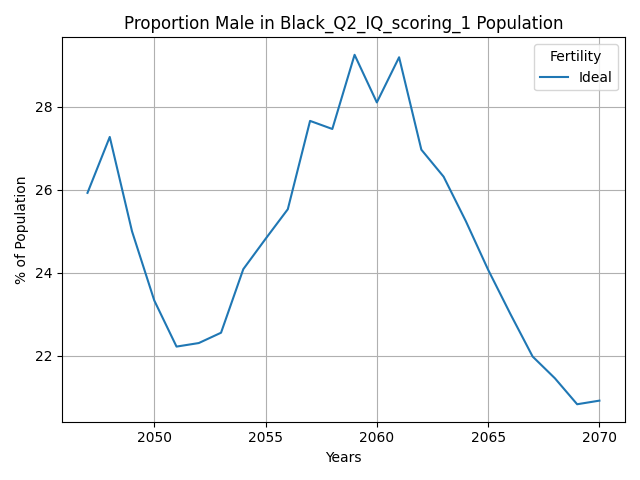 Proportion Male in Black_Q2_IQ_scoring_1 Population
Fertility
Ideal
% of Population
28
26
24
22
2050
2055
2060
2065
2070
Years